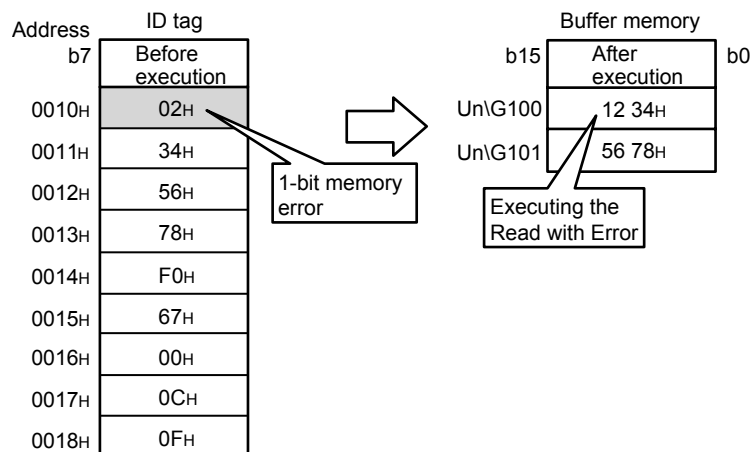 ID tag
Buffer memory
Address
b7
Before
execution
b15
After
execution
b0
0010H
02H
Un\G100
12 34H
0011H
34H
Un\G101
56 78H
0012H
56H
1-bit memory
error
Executing the
Read with Error
0013H
78H
0014H
F0H
0015H
67H
0016H
00H
0017H
0CH
0018H
0FH